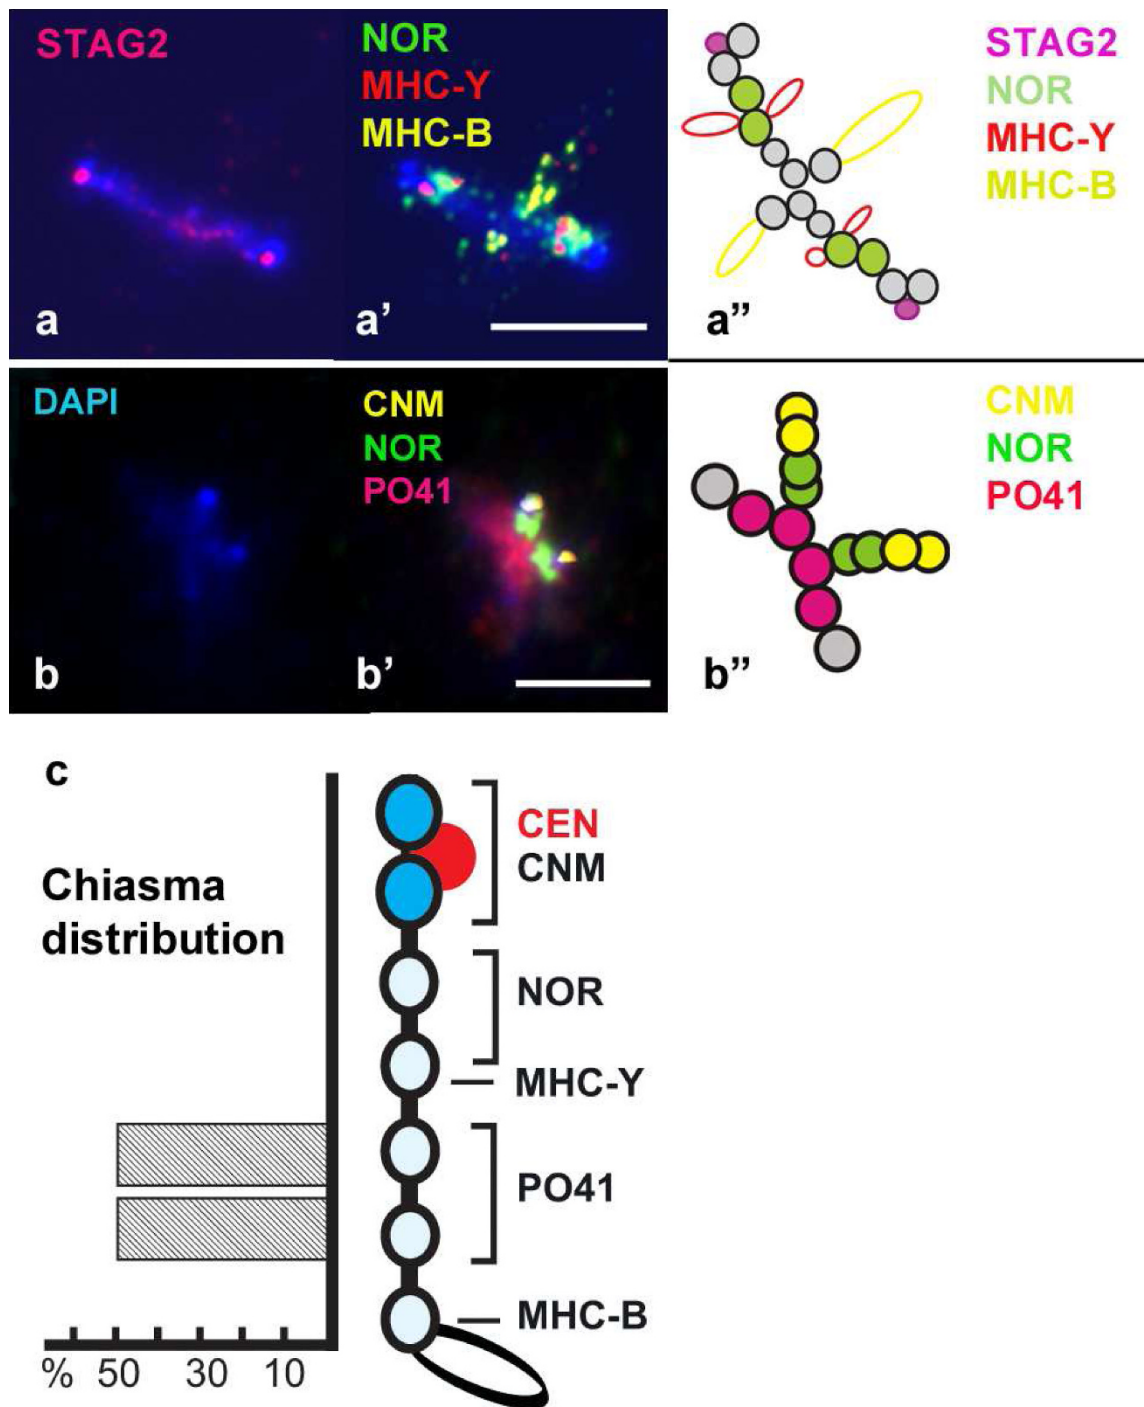 STAG2
NOR
MHC-Y
MHC-B
STAG2
NOR
MHC-Y
MHC-B
a
a’
a”
DAPI
CNM
NOR
PO41
CNM
NOR
PO41
b
b’
b”
c
Chiasma
distribution
CEN
CNM
NOR
MHC-Y
PO41
MHC-B
% 50 30 10